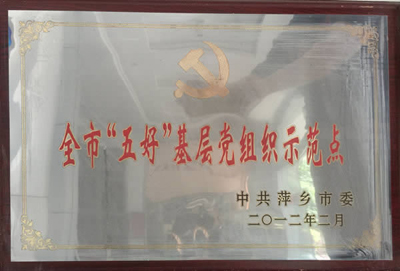 全市“五好”基层党组织示范点
中共萍乡市委
二〇一二年二月